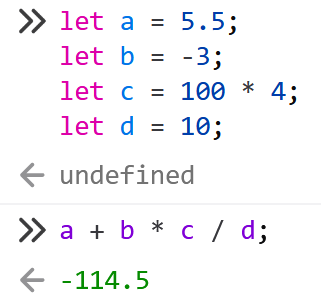 let a = 5.5;
let b = -3;
let c = 100 * 4;
let d = 10;
undefined
a + b * c / d;
-114.5